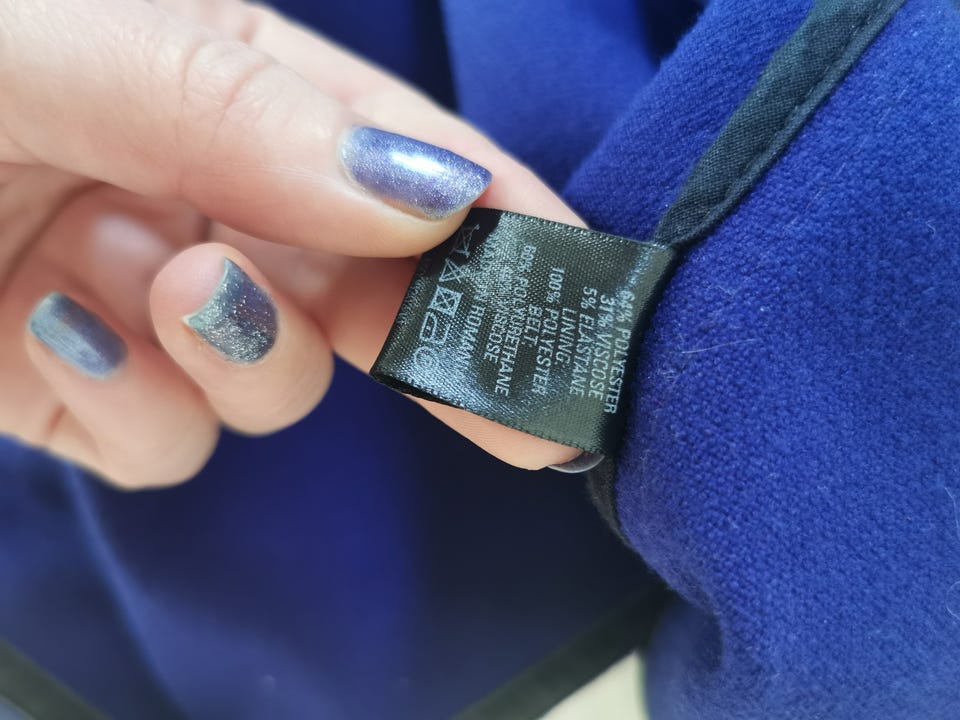 64% POLYESTER
31% VISCOSE
5% ELASTANE
LINING:
100% POLYESTER
BELT:
POLYURETHANE
VISCOSE